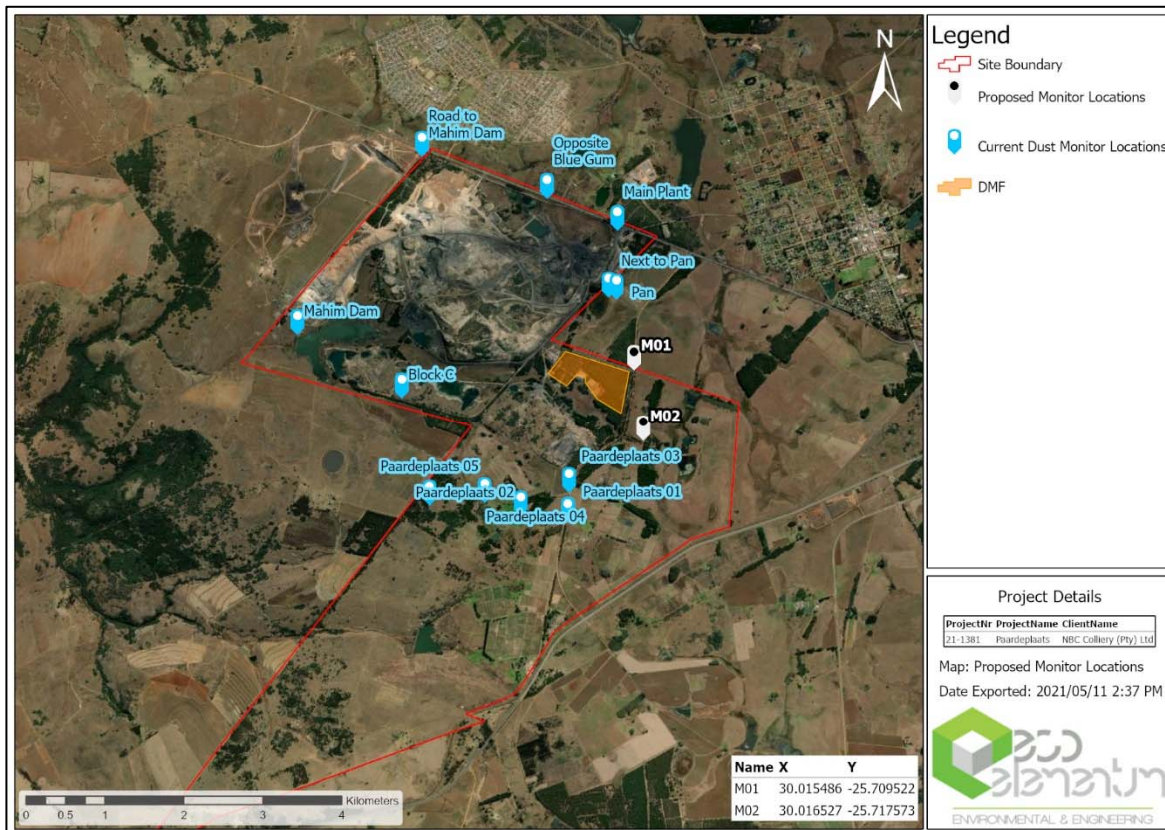 N
Road to
Mahim Dam
Opposite
Blue Gum
Main Plant
Next to Pan
Pan
Mahim Dam
M01
Block C
M02
Paardeplaats 03
Paardeplaats 05
Paardeplaats 02
Paardeplaats 01
Paardeplaats 04
Name X Y
M01 30.015486 -25.709522
M02 30.016527 -25.717573
Kilometers
0 0.5 1 2 3 4
Legend
Site Boundary
Proposed Monitor Locations
Current Dust Monitor Locations
DMF
Project Details
ProjectNr ProjectName ClientName
21-1381 Paardeplaats NBC Colliery (Pty) Ltd
Map: Proposed Monitor Locations
Date Exported: 2021/05/11 2:37 PM
eco
elementum
ENVIRONMENTAL & ENGINEERING